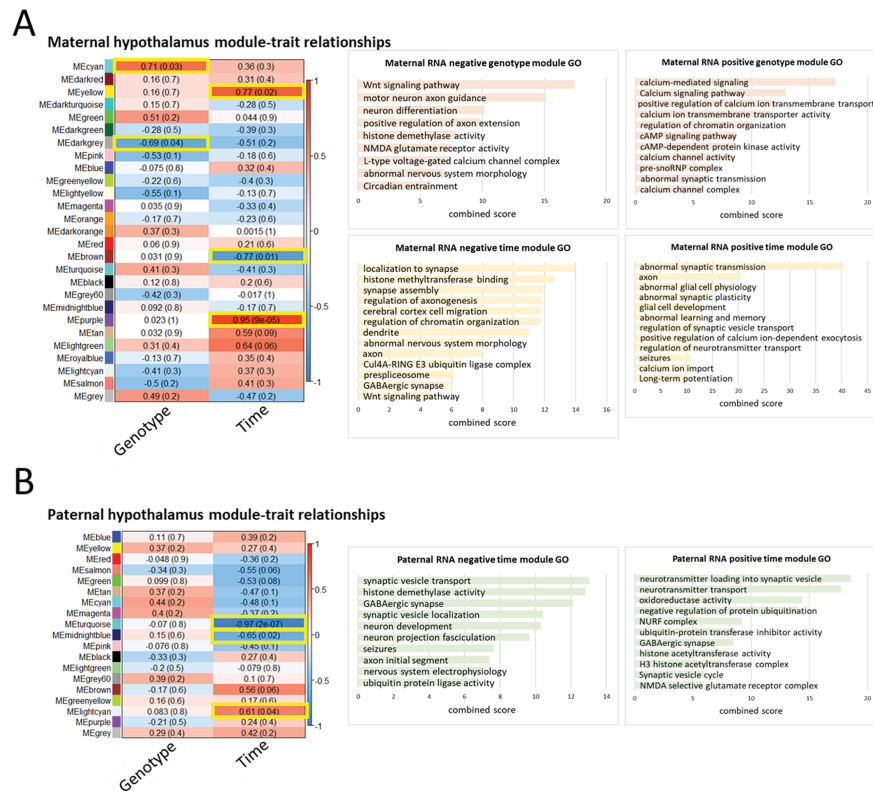 A
Maternal hypothalamus module-trait relationships
MEcyan 0.71 (0.03) 0.36 (0.3)
MEdarkred 0.16 (0.7) 0.31 (0.4)
MEyellow 0.16 (0.7) 0.77 (0.02)
MEdarkturquoise 0.15 (0.7) -0.28 (0.5)
MEgreen 0.51 (0.2) 0.044 (0.9)
MEdarkgreen -0.28 (0.5) -0.39 (0.3)
MEdarkgrey -0.69 (0.04) -0.51 (0.2)
MEpink -0.53 (0.1) -0.18 (0.6)
MEblue -0.075 (0.8) 0.32 (0.4)
MEgreenyellow -0.22 (0.6) -0.4 (0.3)
MElightyellow -0.55 (0.1) -0.13 (0.7)
MEmagenta 0.035 (0.9) -0.33 (0.4)
MEorange -0.17 (0.7) -0.23 (0.6)
MEdarkorange 0.37 (0.3) 0.0015 (1)
MEred 0.06 (0.9) 0.21 (0.6)
MEbrown 0.031 (0.9) -0.77 (0.01)
MEturquoise 0.41 (0.3) -0.41 (0.3)
MEblack 0.12 (0.8) 0.2 (0.6)
MEgrey60 -0.42 (0.3) -0.017 (1)
MEmidnightblue 0.092 (0.8) -0.17 (0.7)
MEpurple 0.023 (1) 0.95 (9e-05)
MEtan 0.032 (0.9) 0.59 (0.09)
MElightgreen 0.31 (0.4) 0.64 (0.06)
MEroyalblue -0.13 (0.7) 0.35 (0.4)
MElightcyan -0.41 (0.3) 0.37 (0.3)
MEsalmon -0.5 (0.2) 0.41 (0.3)
MEgrey 0.49 (0.2) -0.47 (0.2)
1
0.5
0
-0.5
-1
Genotype Time
Maternal RNA negative genotype module GO
Wnt signaling pathway
motor neuron axon guidance
neuron differentiation
positive regulation of axon extension
histone demethylase activity
NMDA glutamate receptor activity
L-type voltage-gated calcium channel complex
abnormal nervous system morphology
Circadian entrainment
0 5 10 15 20
combined score
Maternal RNA positive genotype module GO
calcium-mediated signaling
Calcium signaling pathway
positive regulation of calcium ion transmembrane transport
calcium ion transmembrane transporter activity
regulation of chromatin organization
cAMP signaling pathway
cAMP-dependent protein kinase activity
calcium channel activity
pre-snoRNP complex
abnormal synaptic transmission
calcium channel complex
0 5 10 15 20
combined score
Maternal RNA negative time module GO
localization to synapse
histone methyltransferase binding
synapse assembly
regulation of axonogenesis
cerebral cortex cell migration
regulation of chromatin organization
dendrite
abnormal nervous system morphology
axon
Cul4A-RING E3 ubiquitin ligase complex
prespliceosome
GABAergic synapse
Wnt signaling pathway
0 2 4 6 8 10 12 14 16
combined score
Maternal RNA positive time module GO
abnormal synaptic transmission
axon
abnormal glial cell physiology
abnormal synaptic plasticity
glial cell development
abnormal learning and memory
regulation of synaptic vesicle transport
positive regulation of calcium ion-dependent exocytosis
regulation of neurotransmitter transport
seizures
calcium ion import
Long-term potentiation
0 5 10 15 20 25 30 35 40 45
combined score
B
Paternal hypothalamus module-trait relationships
MEblue 0.11 (0.7) 0.39 (0.2)
MEyellow 0.37 (0.2) 0.27 (0.4)
MEred -0.048 (0.9) -0.36 (0.2)
MEsalmon -0.34 (0.3) -0.55 (0.06)
MEgreen 0.099 (0.8) -0.53 (0.08)
MEtan 0.37 (0.2) -0.47 (0.1)
MEcyan 0.44 (0.2) -0.48 (0.1)
MEmagenta 0.4 (0.2) -0.37 (0.2)
MEturquoise -0.07 (0.8) -0.97 (2e-07)
MEmidnightblue 0.15 (0.6) -0.65 (0.02)
MEpink -0.076 (0.8) -0.45 (0.1)
MEblack -0.33 (0.3) 0.27 (0.4)
MElightgreen -0.2 (0.5) -0.079 (0.8)
MEgrey60 0.39 (0.2) 0.1 (0.7)
MEbrown -0.17 (0.6) 0.56 (0.06)
MEgreenyellow 0.16 (0.6) 0.17 (0.6)
MElightcyan 0.083 (0.8) 0.61 (0.04)
MEpurple -0.21 (0.5) 0.24 (0.4)
MEgrey 0.29 (0.4) 0.42 (0.2)
1
0.5
0
-0.5
-1
Genotype Time
Paternal RNA negative time module GO
synaptic vesicle transport
histone demethylase activity
GABAergic synapse
synaptic vesicle localization
neuron development
neuron projection fasciculation
seizures
axon initial segment
nervous system electrophysiology
ubiquitin protein ligase activity
0 2 4 6 8 10 12 14
combined score
Paternal RNA positive time module GO
neurotransmitter loading into synaptic vesicle
neurotransmitter transport
oxidoreductase activity
negative regulation of protein ubiquitination
NURF complex
ubiquitin-protein transferase inhibitor activity
GABAergic synapse
histone acetyltransferase activity
H3 histone acetyltransferase complex
Synaptic vesicle cycle
NMDA selective glutamate receptor complex
0 5 10 15 20
combined score